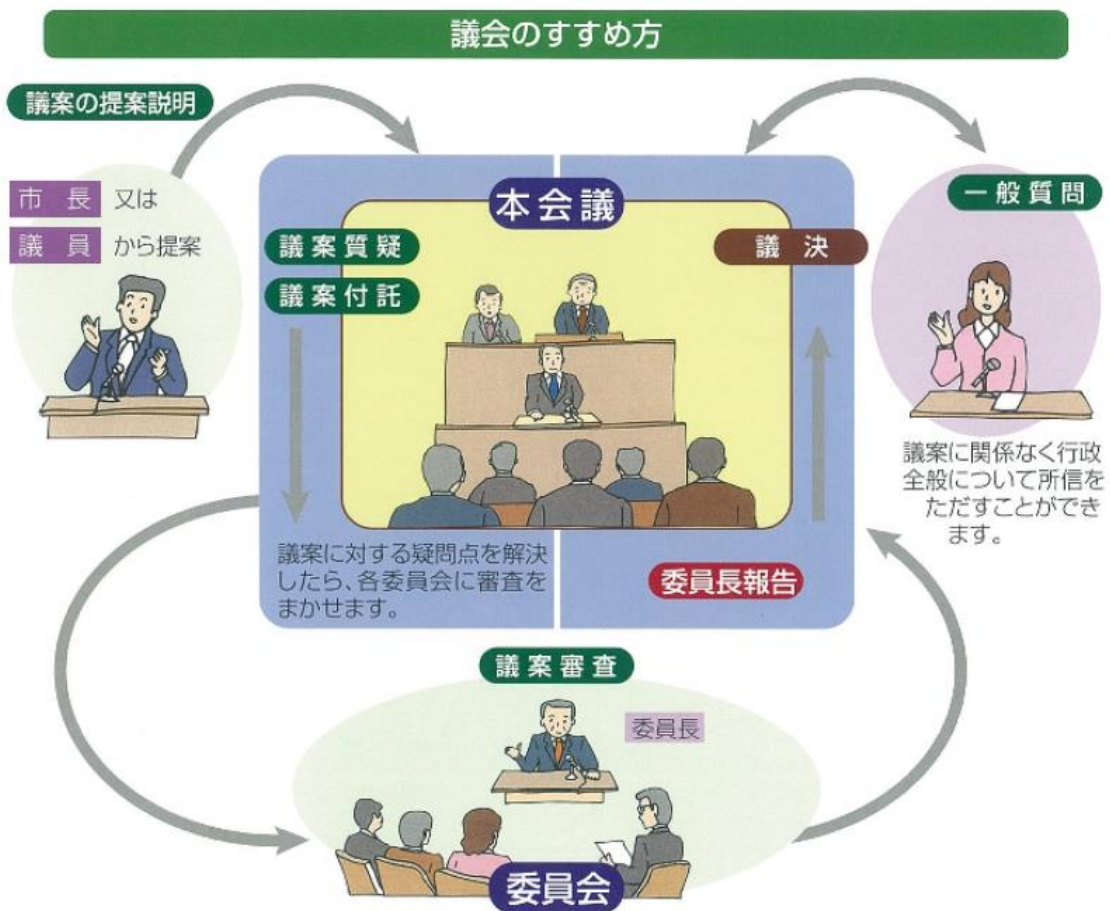 議会のすすめ方
議案の提案説明
市長 又は
議員 から提案
本会議
議案質疑
議案付託
議案に対する疑問点を解決
したら、各委員会に審査を
まかせます。
議決
委員長報告
一般質問
議案に関係なく行政
全般について所信を
ただすことができ
ます。
議案審査
委員長
委員会